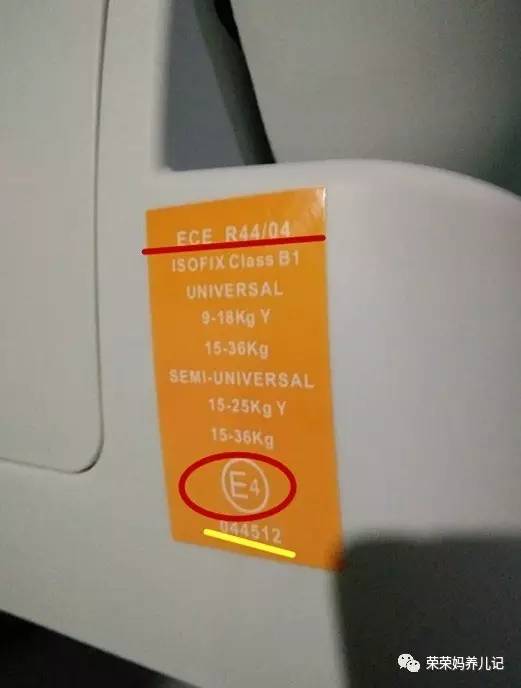 ECE R44/04
ISOFIX Class B1
UNIVERSAL
9-18Kg Y
15-36Kg
SEMI-UNIVERSAL
15-25Kg Y
15-36Kg
E4
044512
荣荣妈养儿记